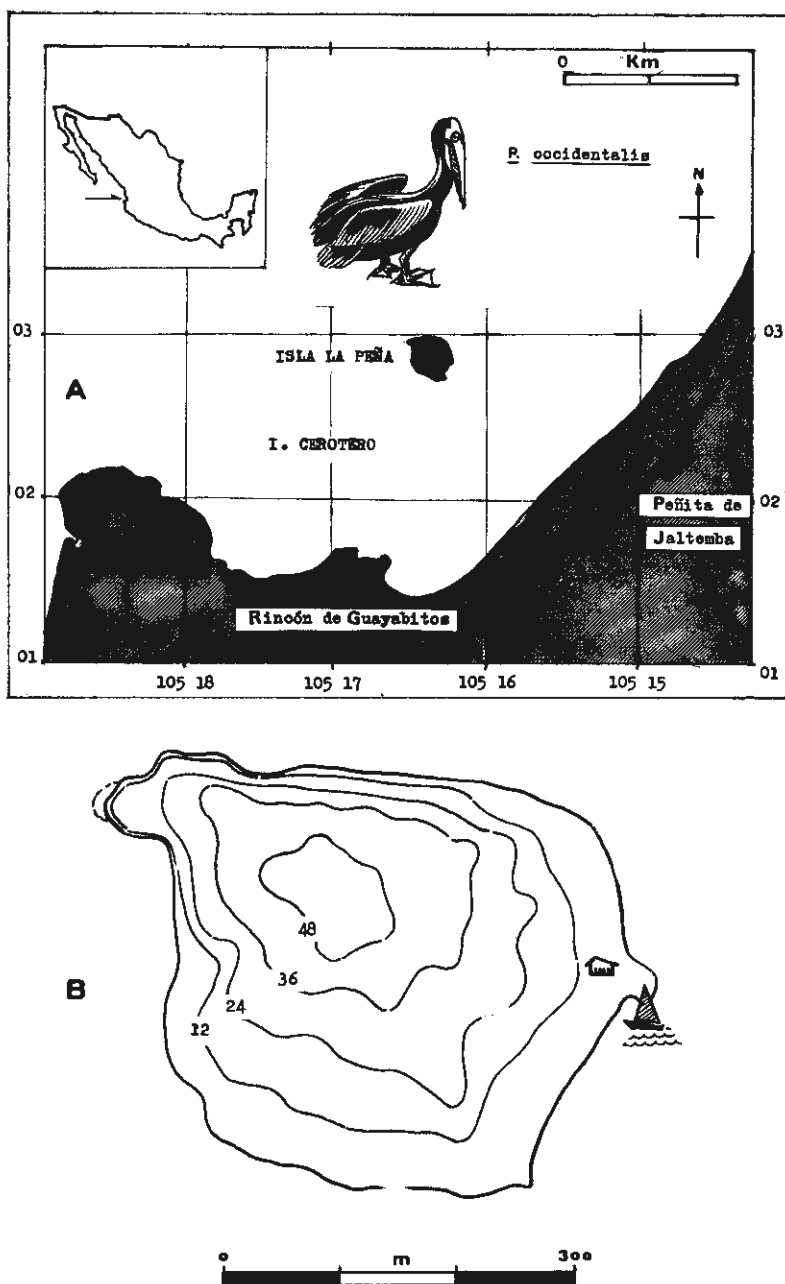 0 Km
P. occidentalis
N
03 03
ISLA LA PEÑA
A
I. CEROTERO
02 02
Peñita de
Jaltemba
Rincón de Guayabitos
01 01
105 18 105 17 105 16 105 15
48
36
B
24
12
0 m 300